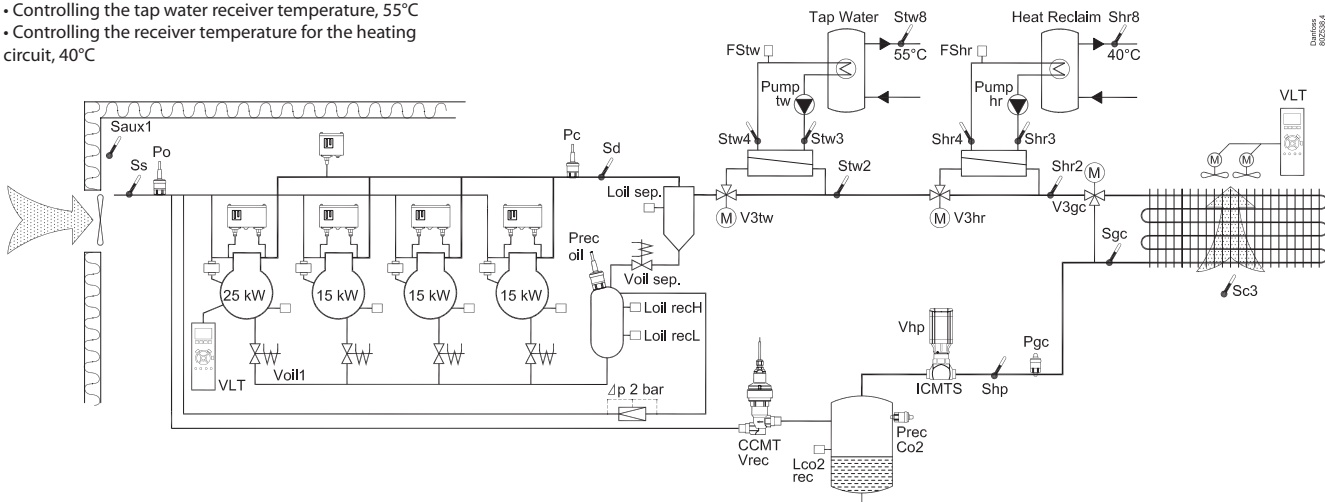 • Controlling the tap water receiver temperature, 55°C
• Controlling the receiver temperature for the heating
circuit, 40°C
Danfoss
80Z538.4
Tap Water
Stw8
Heat Reclaim
Shr8
FStw
55°C
FShr
40°C
VLT
Pump
tw
Pump
hr
M
M
Saux1
Ss
Po
Pc
Sd
Stw4
Stw3
Shr4
Shr3
Stw2
Shr2
M
Loil sep.
M
V3tw
M
V3hr
V3gc
Sgc
Prec
oil
Voil sep.
25 kW
15 kW
15 kW
15 kW
Sc3
Loil recH
Loil recL
Vhp
Pgc
VLT
Voil1
Δp 2 bar
ICMTS
Shp
CCMT
Vrec
Prec
Co2
Lco2
rec